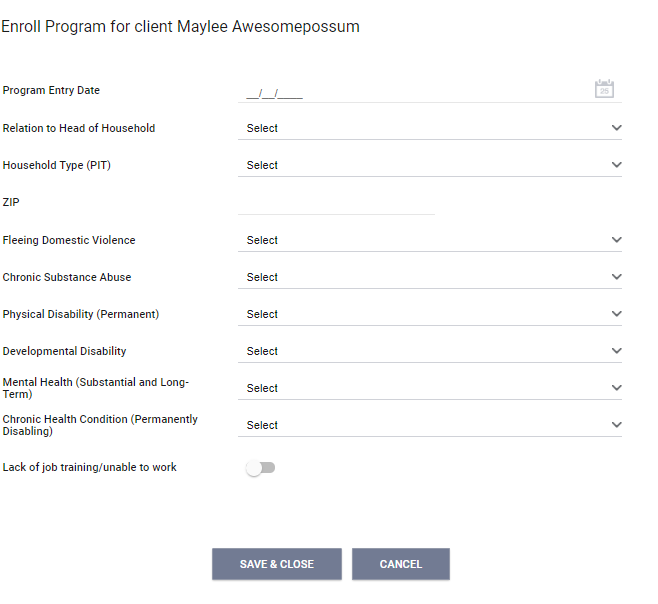 Enroll Program for client Maylee Awesomepossum
Program Entry Date
__/__/____
25
Relation to Head of Household
Select
Household Type (PIT)
Select
ZIP
Fleeing Domestic Violence
Select
Chronic Substance Abuse
Select
Physical Disability (Permanent)
Select
Developmental Disability
Select
Mental Health (Substantial and Long-
Term)
Select
Chronic Health Condition (Permanently
Disabling)
Select
Lack of job training/unable to work
SAVE & CLOSE
CANCEL